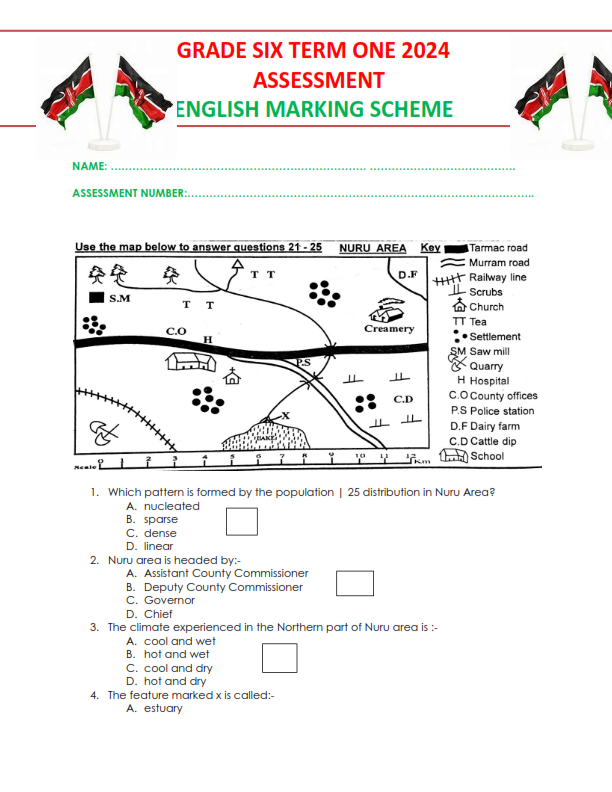 GRADE SIX TERM ONE 2024
ASSESSMENT
ENGLISH MARKING SCHEME
NAME: ……………………………………………………………. ………………………………….
ASSESSMENT NUMBER:…………………………………………………………………………………..
Use the map below to answer questions 21 - 25 NURU AREA Key Tarmac road
Murram road
Railway line
Scrubs
Church
TT Tea
Settlement
SM Saw mill
Quarry
H Hospital
C.O County offices
P.S Police station
D.F Dairy farm
C.D Cattle dip
School
T T
D.F
S.M
T T
Creamery
C.O
H
P.S
C.D
X
LAKE
Scale 0 1 2 3 4 5 6 7 8 9 10 11 12 Km
1. Which pattern is formed by the population | 25 distribution in Nuru Area?
A. nucleated
B. sparse
C. dense
D. linear
2. Nuru area is headed by:-
A. Assistant County Commissioner
B. Deputy County Commissioner
C. Governor
D. Chief
3. The climate experienced in the Northern part of Nuru area is :-
A. cool and wet
B. hot and wet
C. cool and dry
D. hot and dry
4. The feature marked x is called:-
A. estuary